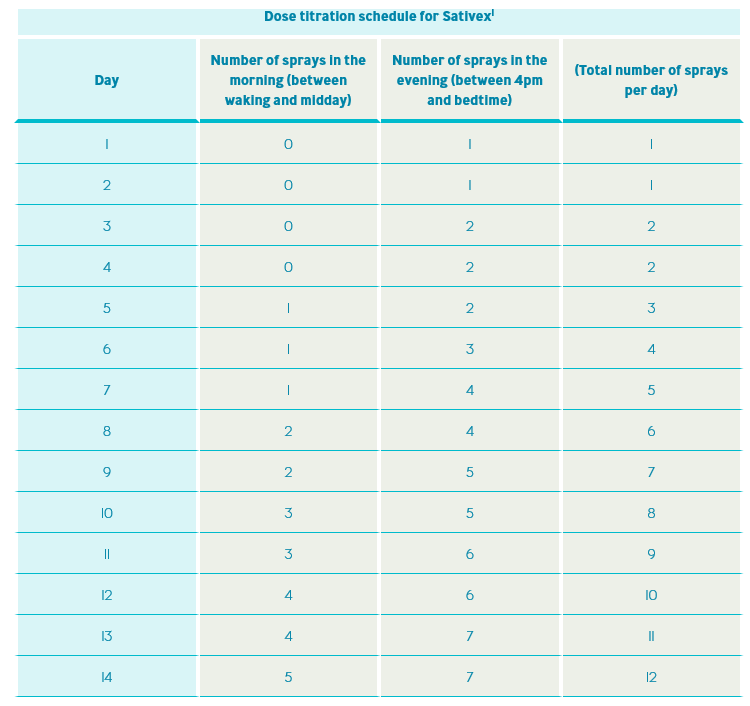 Dose titration schedule for Sativex¹
Day
Number of sprays in the
morning (between
waking and midday)
Number of sprays in the
evening (between 4pm
and bedtime)
(Total number of sprays
per day)
1 0 1 1
2 0 1 1
3 0 2 2
4 0 2 2
5 1 2 3
6 1 3 4
7 1 4 5
8 2 4 6
9 2 5 7
10 3 5 8
11 3 6 9
12 4 6 10
13 4 7 11
14 5 7 12